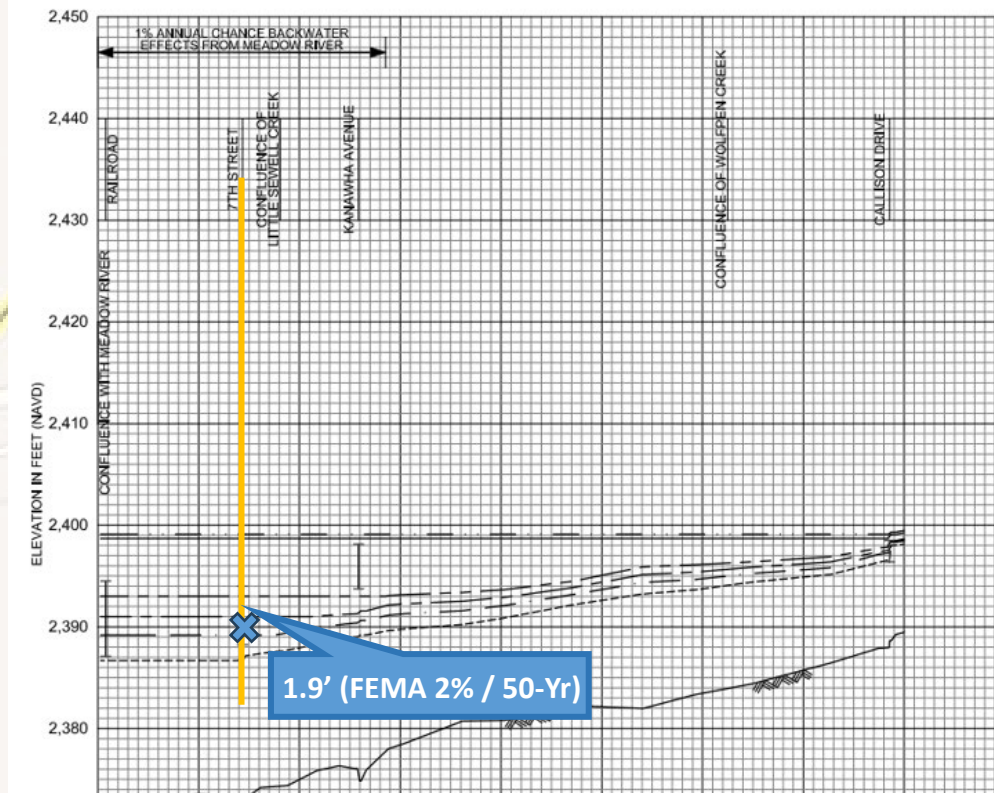 2,450
1% ANNUAL CHANCE BACKWATER
EFFECTS FROM MEADOW RIVER
2,440
RAILROAD
7TH STREET
CONFLUENCE OF
LITTLE SEWELL CREEK
KANAWHA AVENUE
CONFLUENCE OF WOLFPEN CREEK
CALLISON DRIVE
2,430
CONFLUENCE WITH MEADOW RIVER
2,420
ELEVATION IN FEET (NAVD)
2,410
2,400
2,390
1.9’ (FEMA 2% / 50-Yr)
2,380